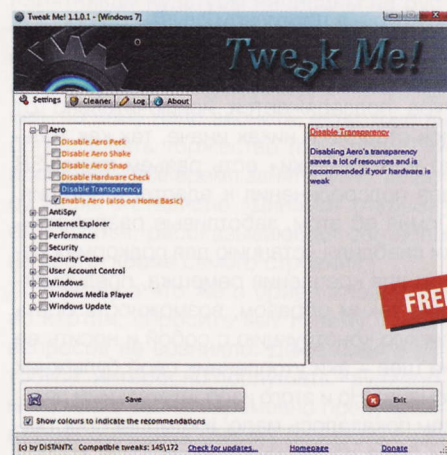 Tweak Me! 1.1.0.1 - [Windows 7]
Tweak Me!
Settings Cleaner Log About
Aero
Disable Aero Peek
Disable Aero Shake
Disable Aero Snap
Disable Hardware Check
Disable Transparency
Enable Aero (also on Home Basic)
AntiSpy
Internet Explorer
Performance
Security
Security Center
User Account Control
Windows
Windows Media Player
Windows Update
Disable Transparency
Disabling Aero's transparency
saves a lot of resources and is
recommended if your hardware is
weak
FREE
Save
Exit
Show colours to indicate the recommendations
(c) by DiSTANTX Compatible tweaks: 145\172 Check for updates... Homepage Donate